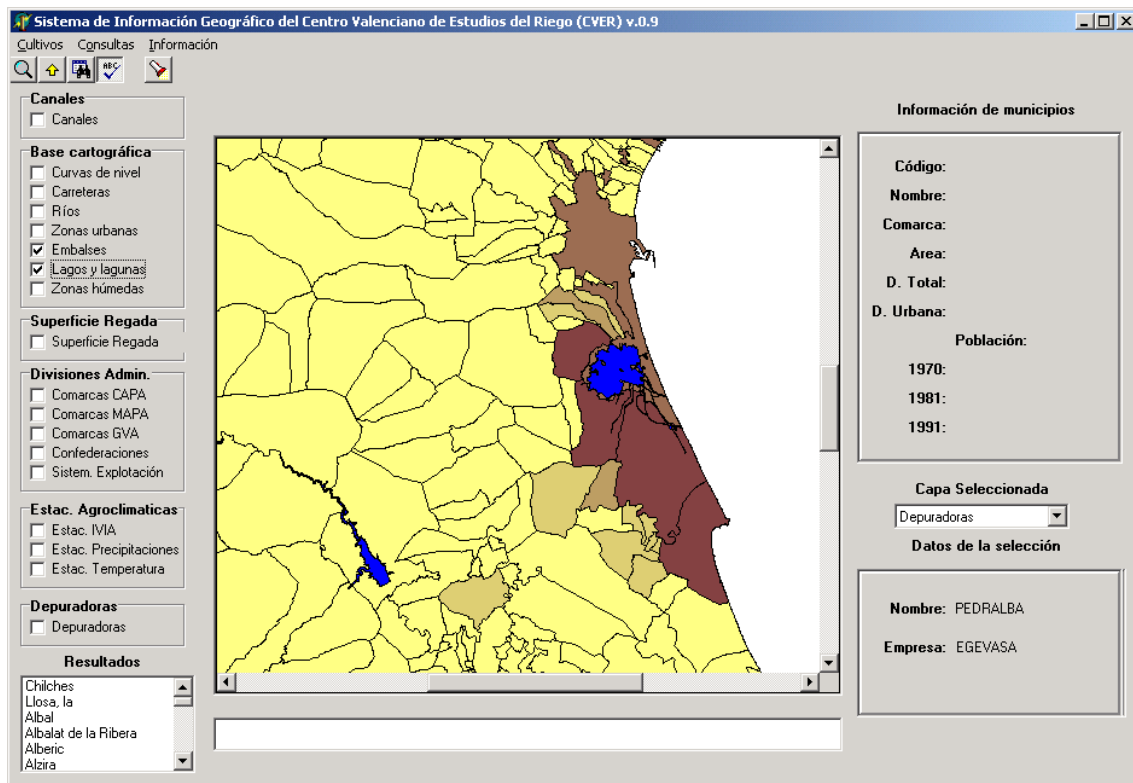 Sistema de Información Geográfico del Centro Valenciano de Estudios del Riego (CVER) v.0.9
Cultivos Consultas Información
ABC
Canales
Canales
Base cartográfica
Curvas de nivel
Carreteras
Ríos
Zonas urbanas
Embalses
Lagos y lagunas
Zonas húmedas
Superficie Regada
Superficie Regada
Divisiones Admin.
Comarcas CAPA
Comarcas MAPA
Comarcas GVA
Confederaciones
Sistem. Explotación
Estac. Agroclimaticas
Estac. IVIA
Estac. Precipitaciones
Estac. Temperatura
Depuradoras
Depuradoras
Resultados
Chilches
Llosa, la
Albal
Albalat de la Ribera
Alberic
Alzira
Información de municipios
Código:
Nombre:
Comarca:
Area:
D. Total:
D. Urbana:
Población:
1970:
1981:
1991:
Capa Seleccionada
Depuradoras
Datos de la selección
Nombre: PEDRALBA
Empresa: EGEVASA